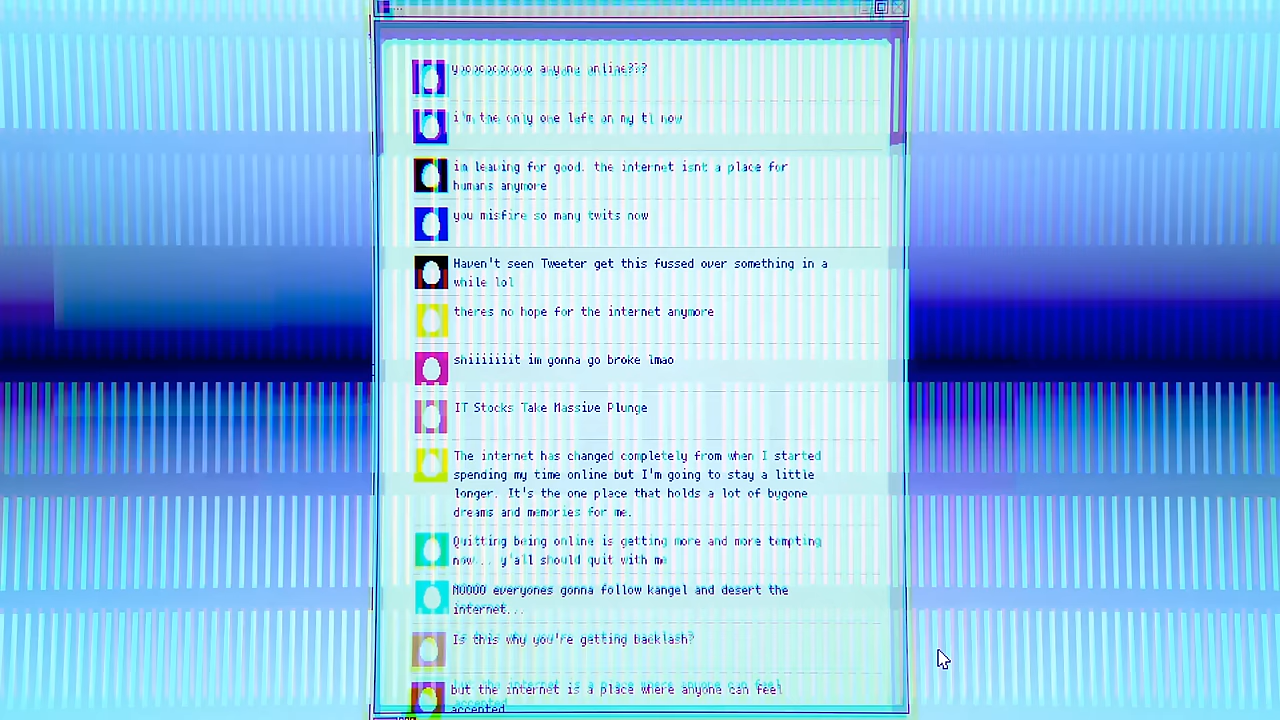 yoooooooooo anyone online???
i'm the only one left on my tl now
im leaving for good. the internet isnt a place for
humans anymore
you misfire so many twits now
Haven't seen Tweeter get this fussed over something in a
while lol
theres no hope for the internet anymore
shiiiiiiit im gonna go broke lmao
IT Stocks Take Massive Plunge
The internet has changed completely from when I started
spending my time online but I'm going to stay a little
longer. It's the one place that holds a lot of bygone
dreams and memories for me.
Quitting being online is getting more and more tempting
now... y'all should quit with me
NOOOO everyones gonna follow kangel and desert the
internet...
Is this why you're getting backlash?
but the internet is a place where anyone can feel
accepted